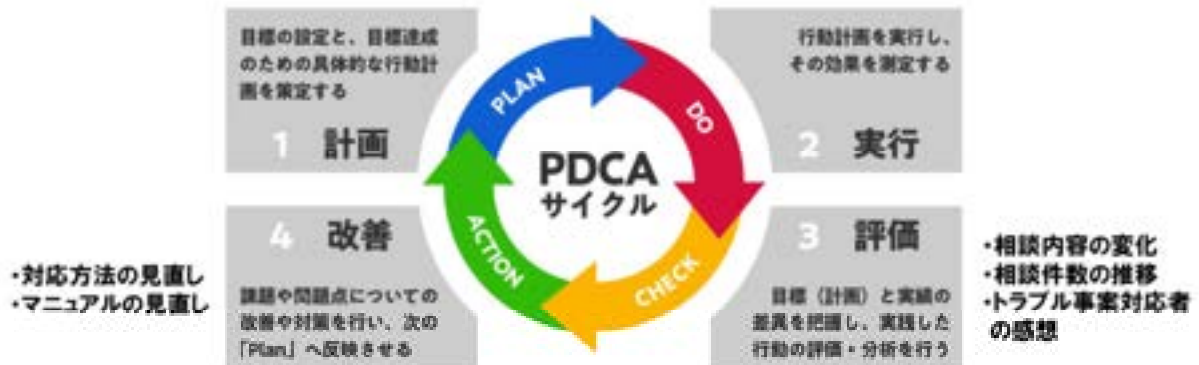 目標の設定と、目標達成
のための具体的な行動計
画を策定する
1 計画
行動計画を実行し、
その効果を測定する
2 実行
PLAN
DO
PDCA
サイクル
ACTION
CHECK
4 改善
課題や問題点についての
改善や対策を行い、次の
「Plan」へ反映させる
3 評価
目標（計画）と実績の
差異を把握し、実践した
行動の評価・分析を行う
・対応方法の見直し
・マニュアルの見直し
・相談内容の変化
・相談件数の推移
・トラブル事案対応者
の感想